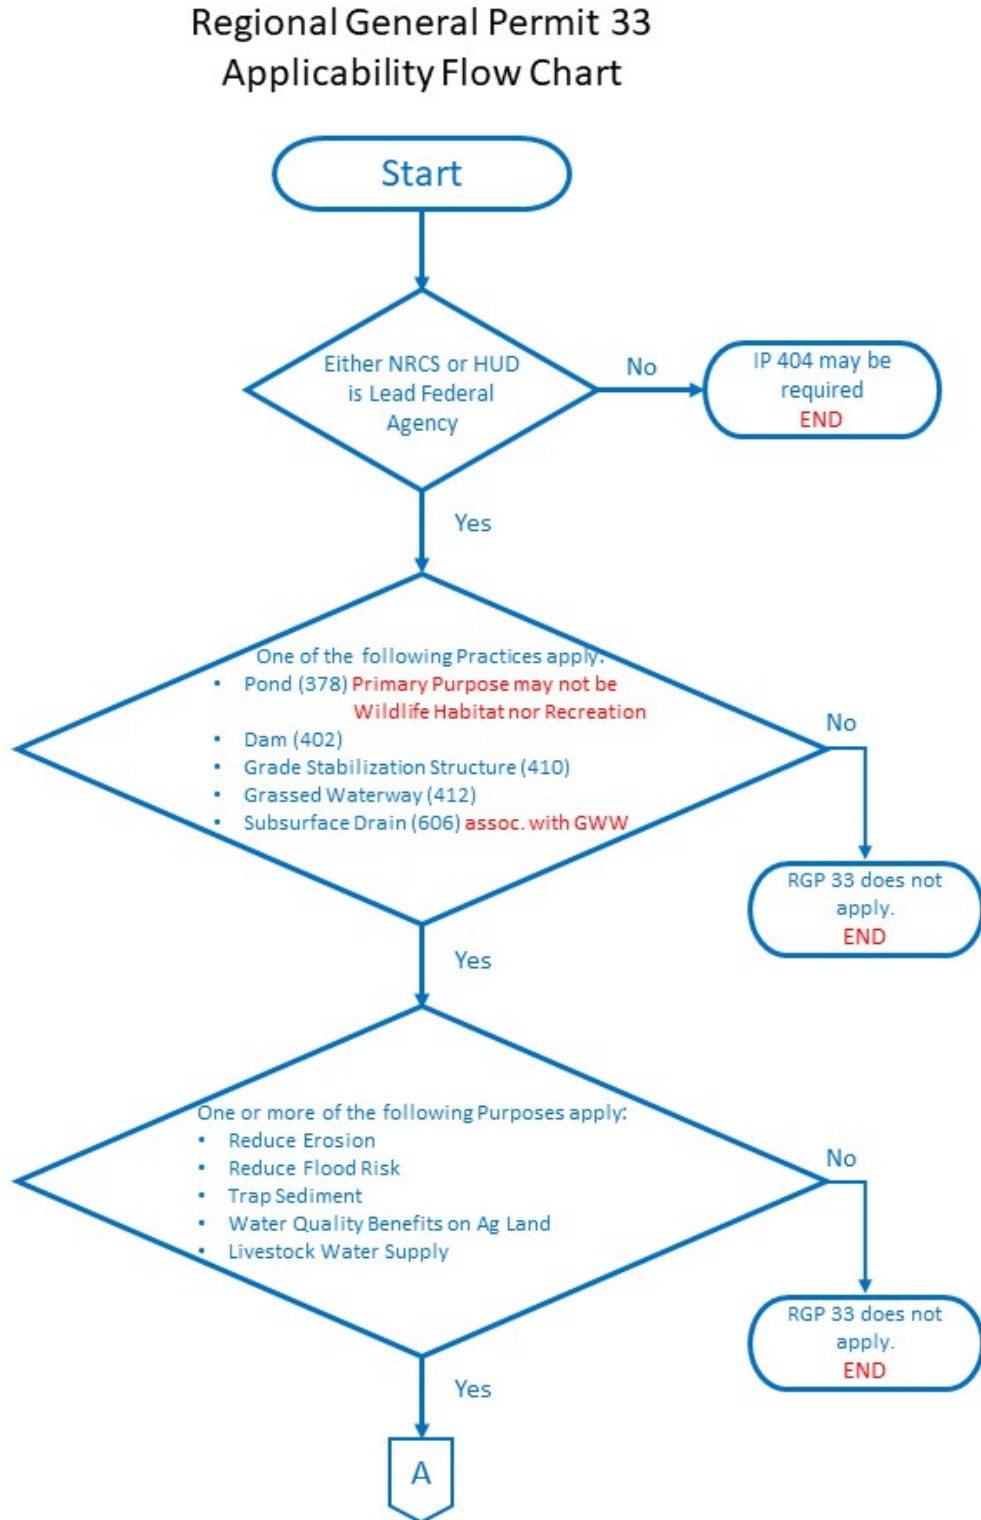 Regional General Permit 33
Applicability Flow Chart
Start
Either NRCS or HUD
is Lead Federal
Agency
No
IP 404 may be
required
END
Yes
One of the following Practices apply:
• Pond (378) Primary Purpose may not be
Wildlife Habitat nor Recreation
• Dam (402)
• Grade Stabilization Structure (410)
• Grassed Waterway (412)
• Subsurface Drain (606) assoc. with GWW
No
RGP 33 does not
apply.
END
Yes
One or more of the following Purposes apply:
• Reduce Erosion
• Reduce Flood Risk
• Trap Sediment
• Water Quality Benefits on Ag Land
• Livestock Water Supply
No
RGP 33 does not
apply.
END
Yes
A